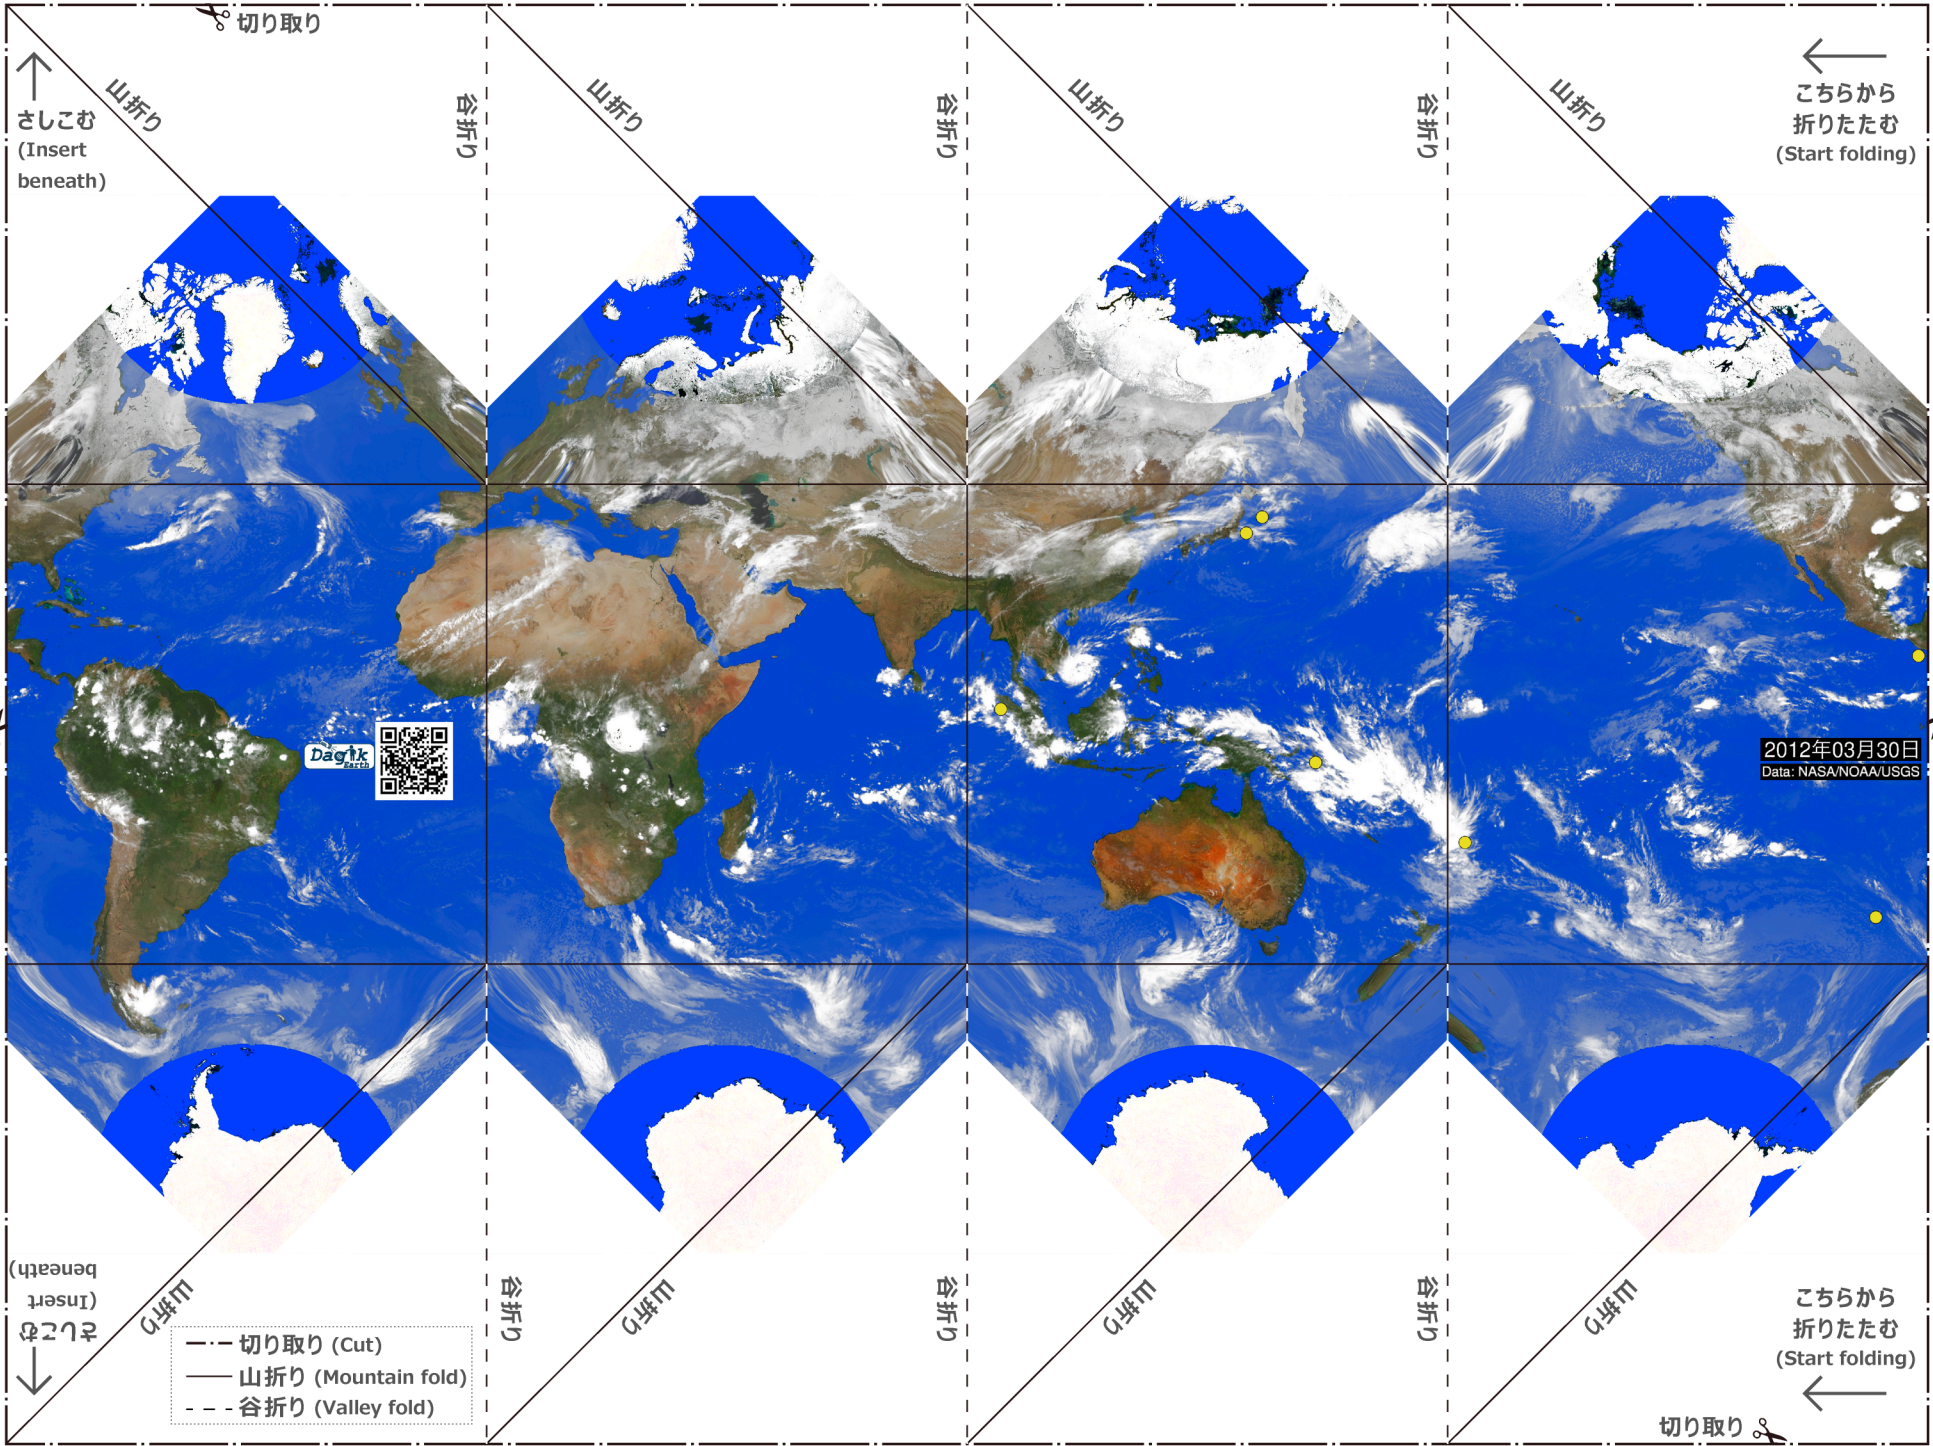 切り取り
山折り
谷折り
山折り
谷折り
山折り
谷折り
山折り
さしこむ
(Insert
beneath)
こちらから
折りたたむ
(Start folding)
Dagik
Earth
2012年03月30日
Data: NASA/NOAA/USGS
さしこむ
(Insert
beneath)
山折り
谷折り
山折り
谷折り
山折り
谷折り
山折り
切り取り (Cut)
山折り (Mountain fold)
谷折り (Valley fold)
こちらから
折りたたむ
(Start folding)
切り取り